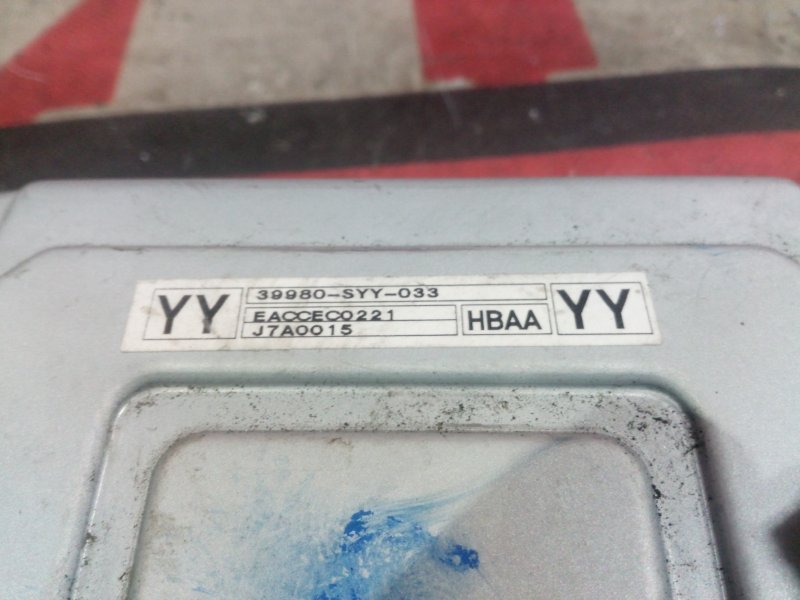 YY
39980-SYY-033
EACCEC0221
J7A0015
HBAA
YY